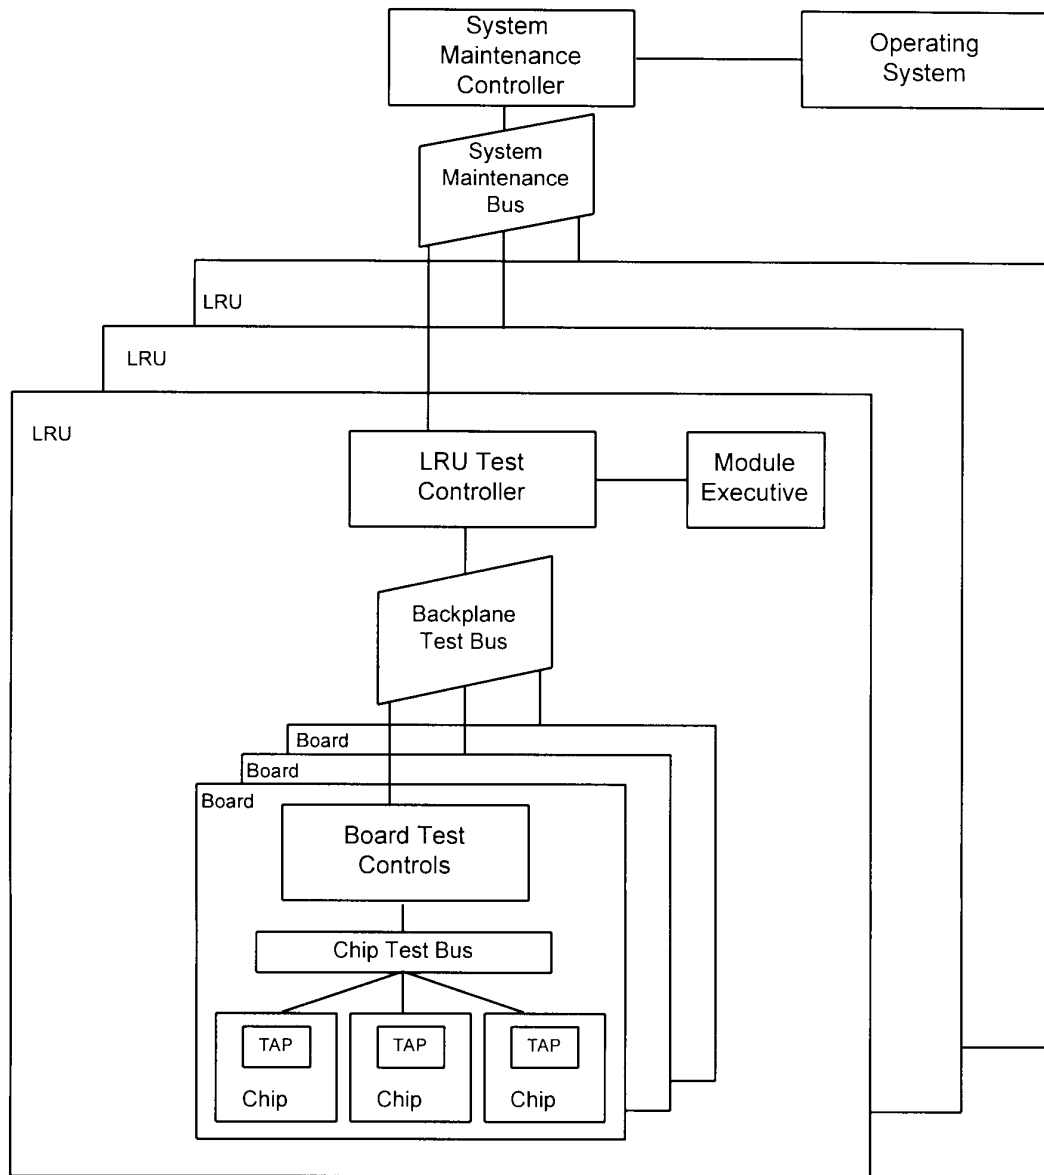 System
Maintenance
Controller
Operating
System
System
Maintenance
Bus
LRU
LRU
LRU
LRU Test
Controller
Module
Executive
Backplane
Test Bus
Board
Board
Board
Board Test
Controls
Chip Test Bus
TAP
TAP
TAP
Chip
Chip
Chip